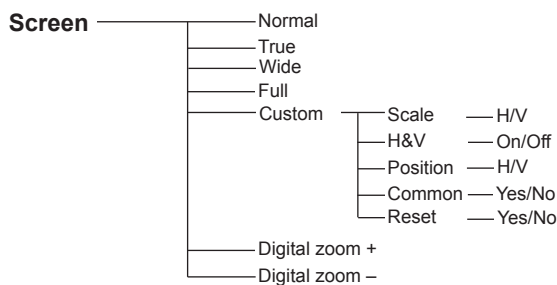 Screen Normal
True
Wide
Full
Custom Scale H/V
H&V On/Off
Position H/V
Common Yes/No
Reset Yes/No
Digital zoom +
Digital zoom –